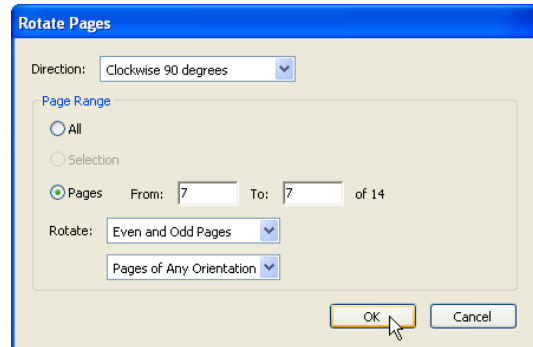 Rotate Pages
Direction: Clockwise 90 degrees
Page Range
All
Selection
Pages From: 7 To: 7 of 14
Rotate: Even and Odd Pages
Pages of Any Orientation
OK Cancel